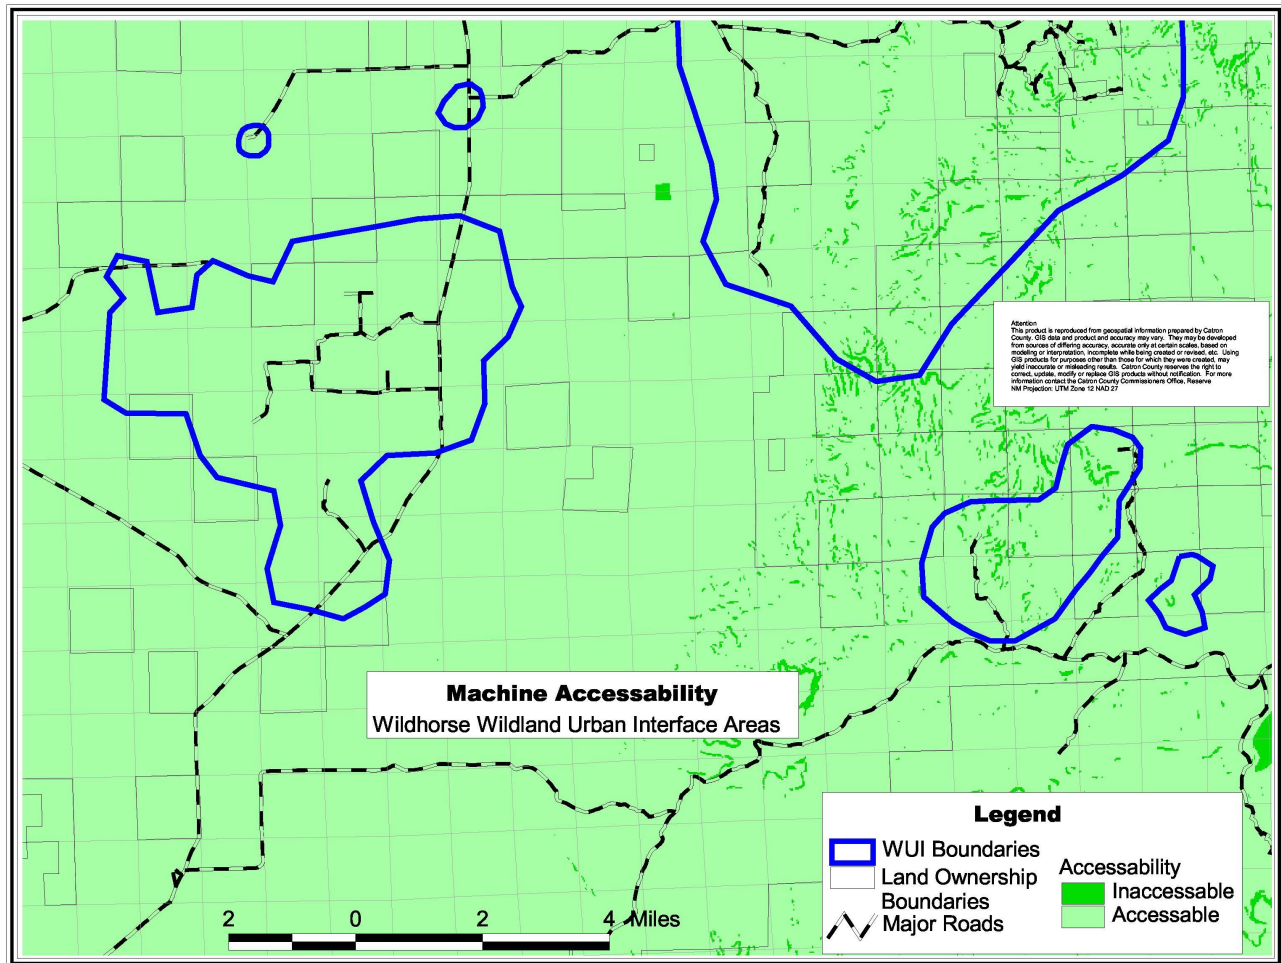 Attention
This product is reproduced from geospatial information prepared by Catron
County. GIS data and product and accuracy may vary. They may be developed
from sources of differing accuracy, accurate only at certain scales, based on
modeling or interpretation, incomplete while being created or revised, etc. Using
GIS products for purposes other than those for which they were created, may
yield inaccurate or misleading results. Catron County reserves the right to
correct, update, modify or replace GIS products without notification. For more
information contact the Catron County Commissioners Office, Reserve
NM Projection: UTM Zone 12 NAD 27
Machine Accessability
Wildhorse Wildland Urban Interface Areas
Legend
WUI Boundaries
Land Ownership
Boundaries
Major Roads
Accessability
Inaccessable
Accessable
2 0 2 4 Miles